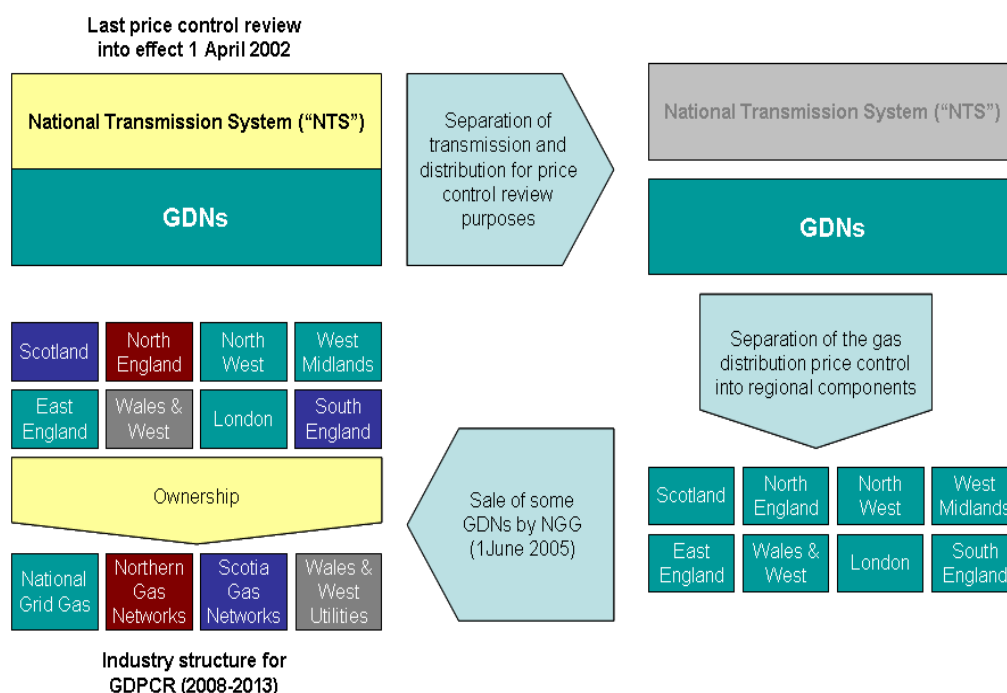 Last price control review
into effect 1 April 2002
National Transmission System ("NTS")
GDNs
Separation of
transmission and
distribution for price
control review
purposes
National Transmission System ("NTS")
GDNs
Separation of the gas
distribution price control
into regional components
Scotland
North
England
North
West
West
Midlands
East
England
Wales &
West
London
South
England
Sale of some
GDNs by NGG
(1June 2005)
Scotland
North
England
North
West
West
Midlands
East
England
Wales &
West
London
South
England
Ownership
National
Grid Gas
Northern
Gas
Networks
Scotia
Gas
Networks
Wales &
West
Utilities
Industry structure for
GDPCR (2008-2013)